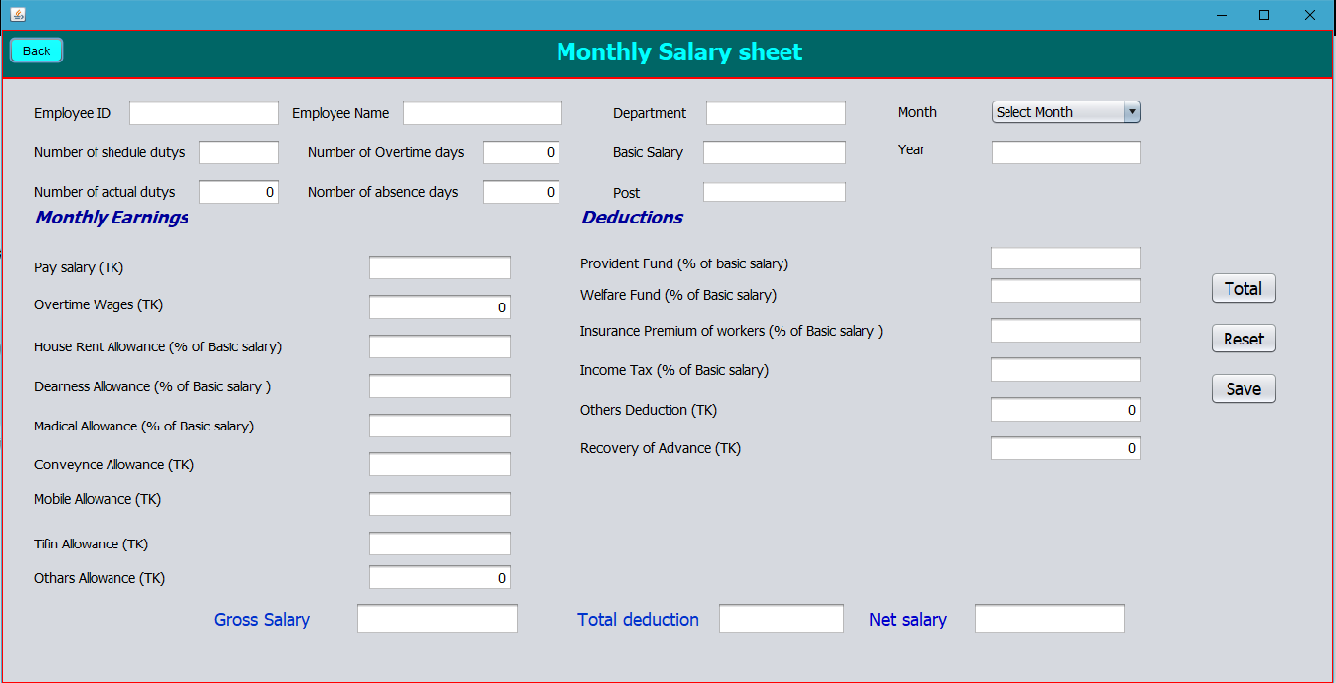 Back
Monthly Salary sheet
Employee ID
Employee Name
Department
Month
Select Month
Number of shedule dutys
Number of Overtime days
0
Basic Salary
Year
Number of actual dutys
0
Nomber of absence days
0
Post
Monthly Earnings
Deductions
Pay salary (TK)
Provident Fund (% of basic salary)
Overtime Wages (TK)
0
Welfare Fund (% of Basic salary)
Total
House Rent Allowance (% of Basic salary)
Insurance Premium of workers (% of Basic salary )
Reset
Dearness Allowance (% of Basic salary )
Income Tax (% of Basic salary)
Save
Madical Allowance (% of Basic salary)
Others Deduction (TK)
0
Conveynce Allowance (TK)
Recovery of Advance (TK)
0
Mobile Allowance (TK)
Tifin Allowance (TK)
Othars Allowance (TK)
0
Gross Salary
Total deduction
Net salary